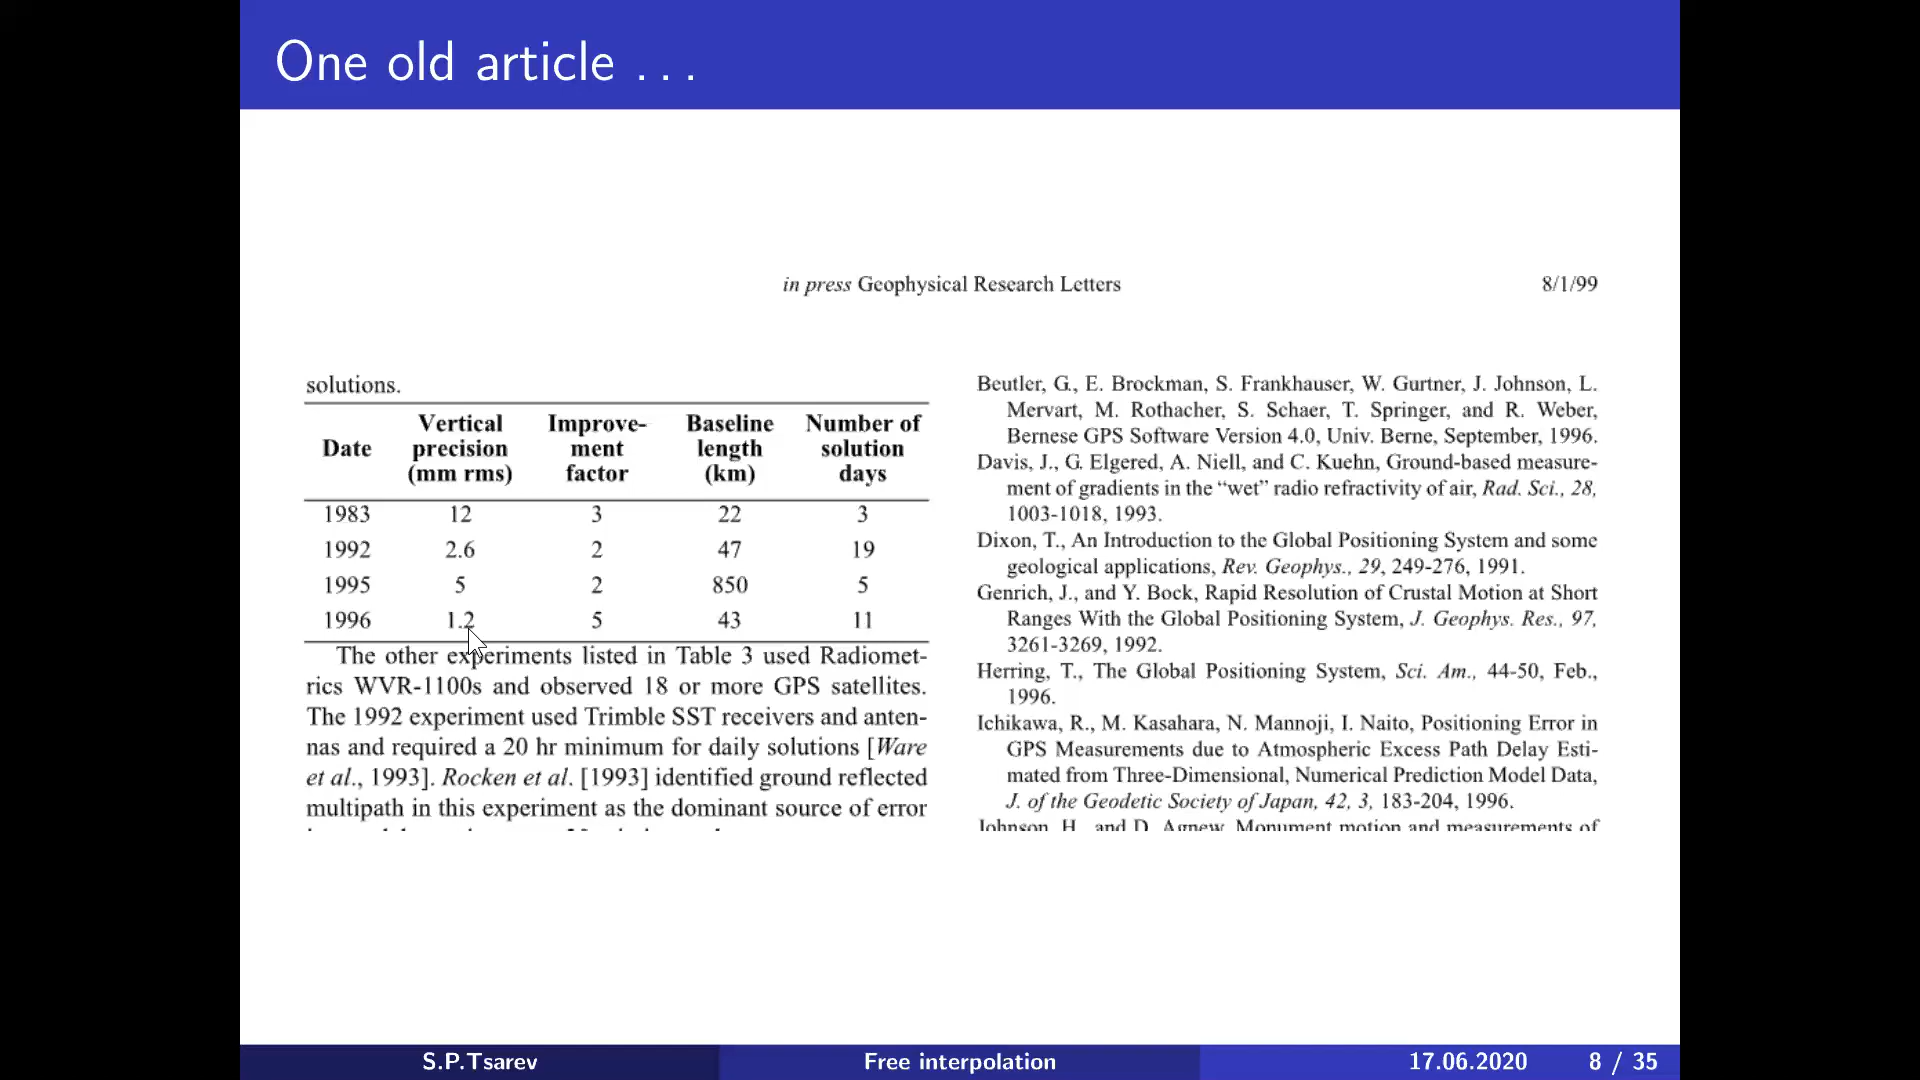 One old article . . .
in press Geophysical Research Letters 8/1/99
solutions.
Date Vertical precision (mm rms) Improve-ment factor Baseline length (km) Number of solution days
1983 12 3 22 3
1992 2.6 2 47 19
1995 5 2 850 5
1996 1.2 5 43 11
The other experiments listed in Table 3 used Radiomet-
rics WVR-1100s and observed 18 or more GPS satellites.
The 1992 experiment used Trimble SST receivers and anten-
nas and required a 20 hr minimum for daily solutions [Ware
et al., 1993]. Rocken et al. [1993] identified ground reflected
multipath in this experiment as the dominant source of error
Beutler, G., E. Brockman, S. Frankhauser, W. Gurtner, J. Johnson, L.
Mervart, M. Rothacher, S. Schaer, T. Springer, and R. Weber,
Bernese GPS Software Version 4.0, Univ. Berne, September, 1996.
Davis, J., G. Elgered, A. Niell, and C. Kuehn, Ground-based measure-
ment of gradients in the “wet” radio refractivity of air, Rad. Sci., 28,
1003-1018, 1993.
Dixon, T., An Introduction to the Global Positioning System and some
geological applications, Rev. Geophys., 29, 249-276, 1991.
Genrich, J., and Y. Bock, Rapid Resolution of Crustal Motion at Short
Ranges With the Global Positioning System, J. Geophys. Res., 97,
3261-3269, 1992.
Herring, T., The Global Positioning System, Sci. Am., 44-50, Feb.,
1996.
Ichikawa, R., M. Kasahara, N. Mannoji, I. Naito, Positioning Error in
GPS Measurements due to Atmospheric Excess Path Delay Esti-
mated from Three-Dimensional, Numerical Prediction Model Data,
J. of the Geodetic Society of Japan, 42, 3, 183-204, 1996.
Johnson, H., and D. Agnew, Monument motion and measurements of
S.P.Tsarev Free interpolation 17.06.2020 8 / 35